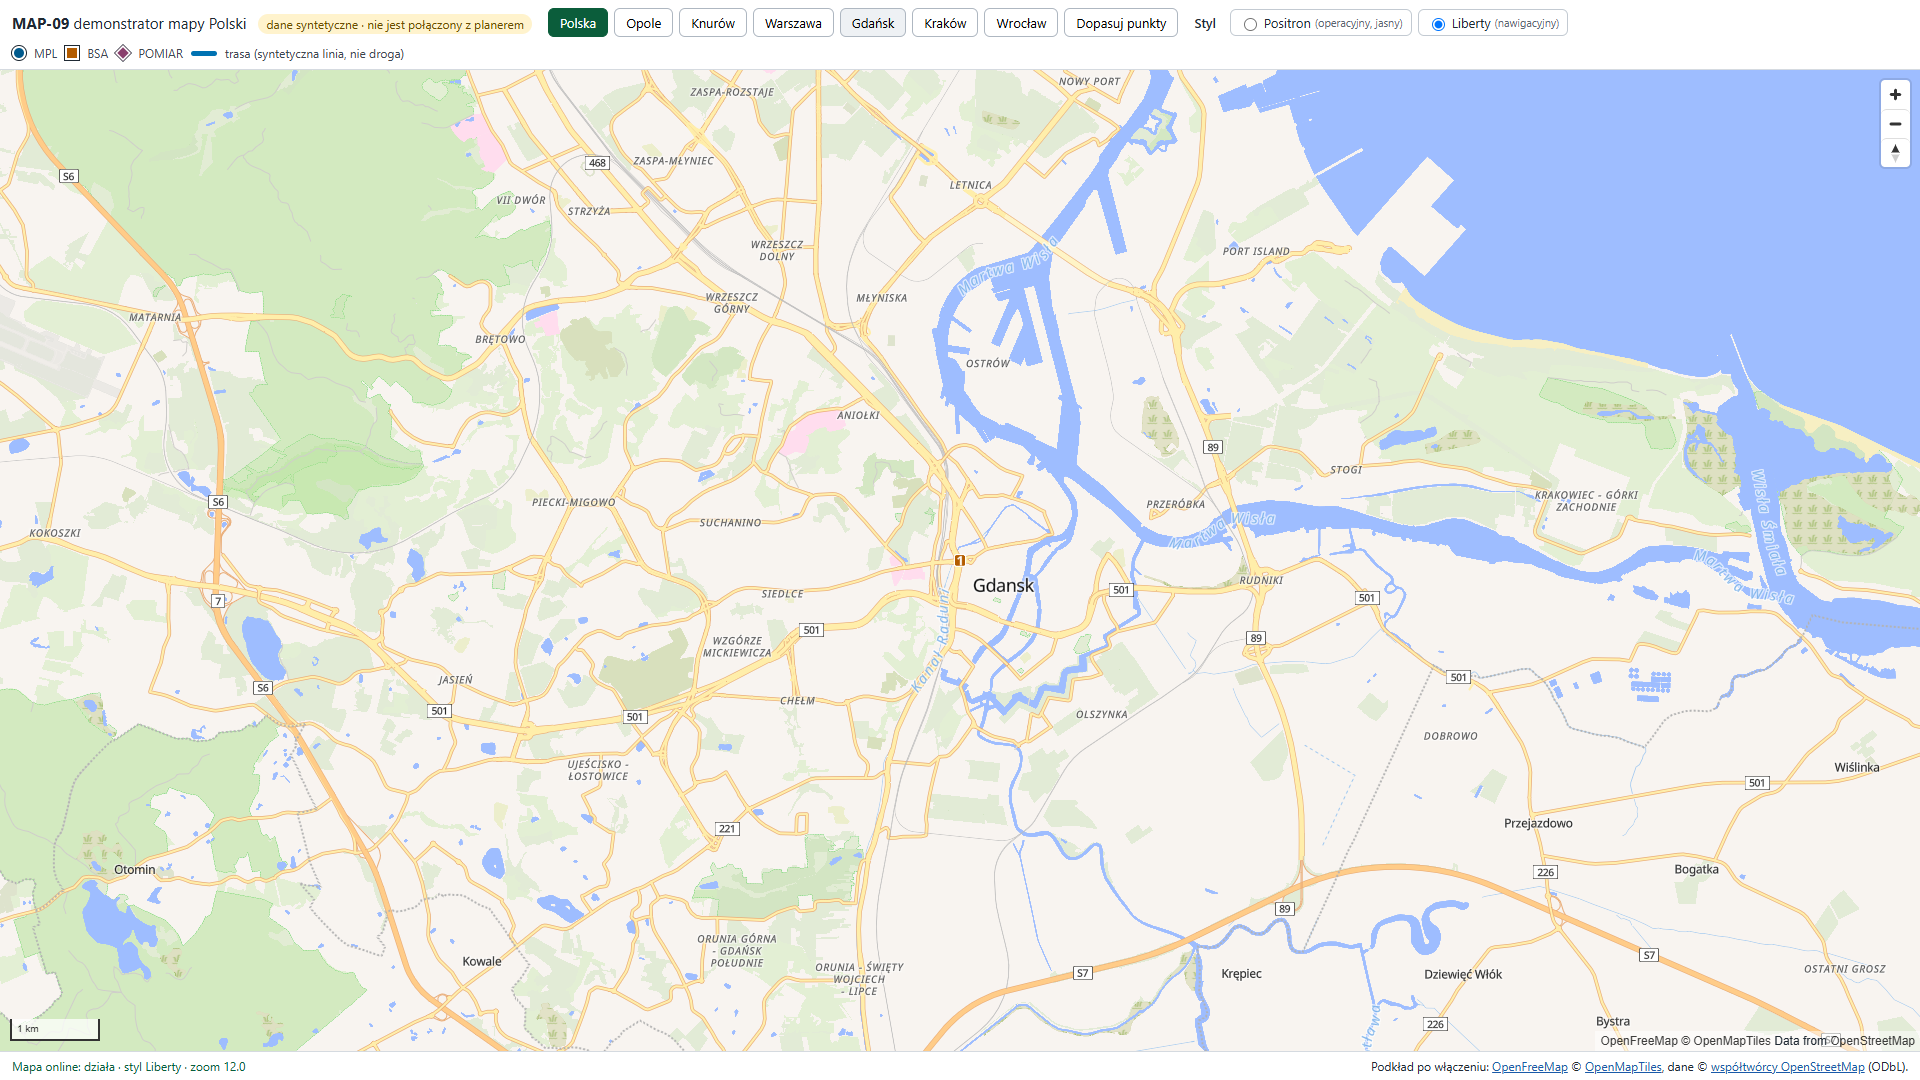 MAP-09 demonstrator mapy Polski
dane syntetyczne · nie jest połączony z planerem
Polska
Opole
Knurów
Warszawa
Gdańsk
Kraków
Wrocław
Dopasuj punkty
Styl
Positron (operacyjny, jasny)
Liberty (nawigacyjny)
MPL
BSA
POMIAR
trasa (syntetyczna linia, nie droga)
NOWY PORT
ZASPA-ROZSTAJE
468
ZASPA-MŁYNIEC
S6
LETNICA
VII DWÓR
STRZYŻA
WRZESZCZ
DOLNY
Martwa Wisła
PORT ISLAND
WRZESZCZ
GÓRNY
MŁYNISKA
MATARNIA
BRĘTOWO
OSTRÓW
ANIOŁKI
89
STOGI
PIECKI-MIGOWO
S6
SUCHANINO
PRZERÓBKA
Martwa Wisła
KRAKOWIEC - GÓRKI
ZACHODNIE
Wisła Śmiała
KOKOSZKI
1
Gdansk
Martwa Wisła
RUDNIKI
SIEDLCE
501
501
7
501
WZGÓRZE
MICKIEWICZA
Kanał Raduni
89
JASIEŃ
S6
501
501
CHEŁM
501
OLSZYNKA
DOBROWO
UJEŚCISKO -
ŁOSTOWICE
Wiślinka
501
221
Przejazdowo
Otomin
226
Bogatka
89
ORUNIA GÓRNA
- GDAŃSK
POŁUDNIE
Kowale
ORUNIA - ŚWIĘTY
WOJCIECH
- LIPCE
S7
Krępiec
Dziewięć Włók
S7
OSTATNI GROSZ
226
Bystra
1 km
OpenFreeMap © OpenMapTiles Data from OpenStreetMap
Mapa online: działa · styl Liberty · zoom 12.0
Podkład po włączeniu: OpenFreeMap © OpenMapTiles, dane © współtwórcy OpenStreetMap (ODbL).